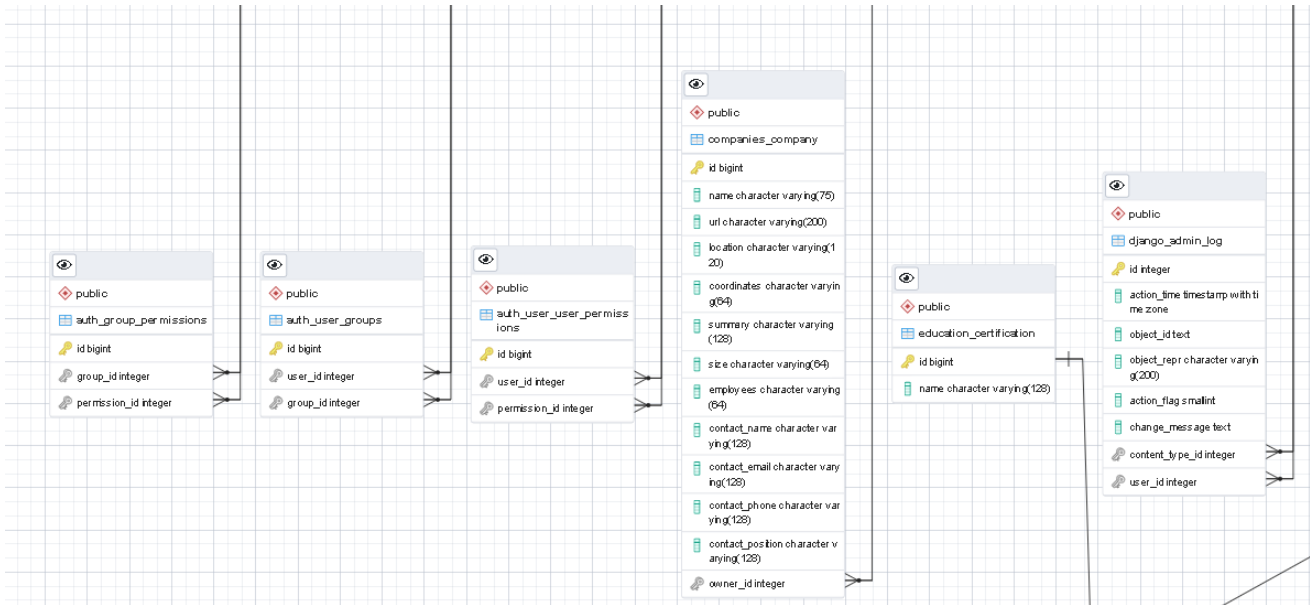 public
auth_group_permissions
id bigint
group_id integer
permission_id integer
public
auth_user_groups
id bigint
user_id integer
group_id integer
public
auth_user_user_permiss
ions
id bigint
user_id integer
permission_id integer
public
companies_company
id bigint
name character varying(75)
url character varying(200)
location character varying(1
20)
coordinates character varyin
g(64)
summary character varying
(128)
size character varying(64)
employees character varying
(64)
contact_name character var
ying(128)
contact_email character vary
ing(128)
contact_phone character var
ying(128)
contact_position character v
arying(128)
owner_id integer
public
education_certification
id bigint
name character varying(128)
public
django_admin_log
id integer
action_time timestamp with ti
me zone
object_id text
object_repr character varyin
g(200)
action_flag smallint
change_message text
content_type_id integer
user_id integer